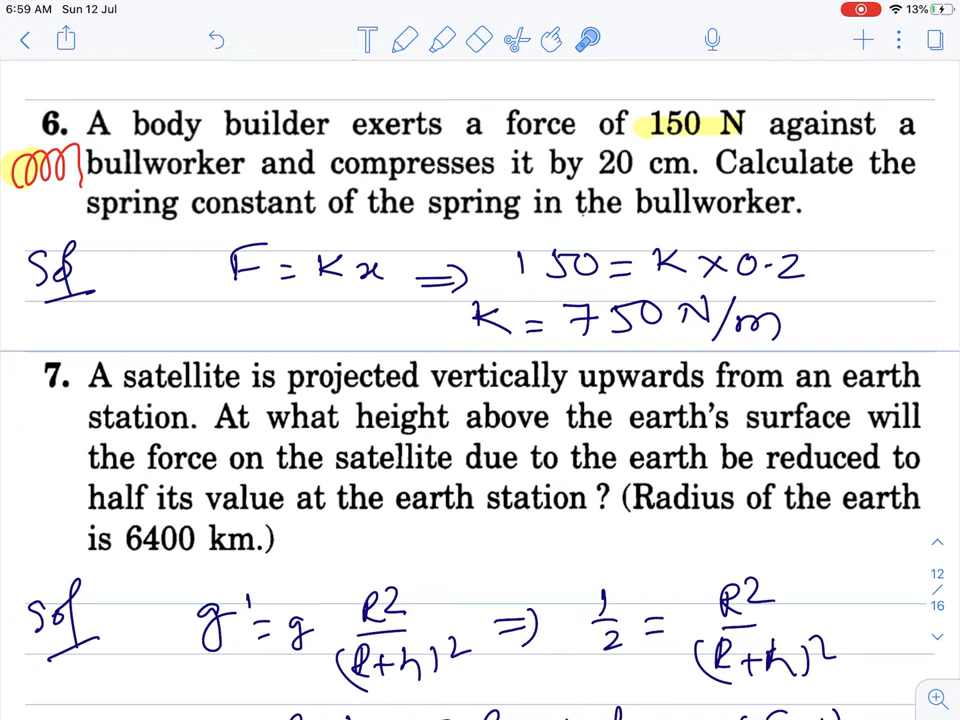 6:59 AM Sun 12 Jul
13%
6. A body builder exerts a force of 150 N against a
bullworker and compresses it by 20 cm. Calculate the
spring constant of the spring in the bullworker.
Sol F = Kx ⇒ 150 = K × 0.2
K = 750 N/m
7. A satellite is projected vertically upwards from an earth
station. At what height above the earth's surface will
the force on the satellite due to the earth be reduced to
half its value at the earth station ? (Radius of the earth
is 6400 km.)
Sol g' = g R2/(R+h)2 ⇒ 1/2 = R2/(R+h)2
12
/
16